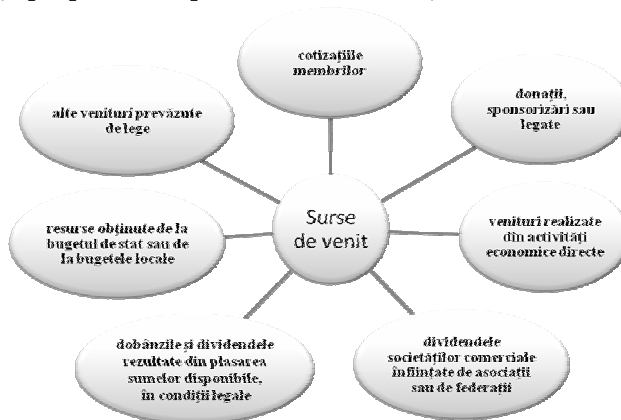 cotizațiile
membrilor
donații,
sponsorizări sau
legate
venituri realizate
din activități
economice directe
dividendele
societăților comerciale
înființate de asociații
sau de federații
dobânzile și dividendele
rezultate din plasarea
sumelor disponibile,
în condiții legale
resurse obținute de la
bugetul de stat sau de
la bugetele locale
alte venituri prevăzute
de lege
Surse
de venit